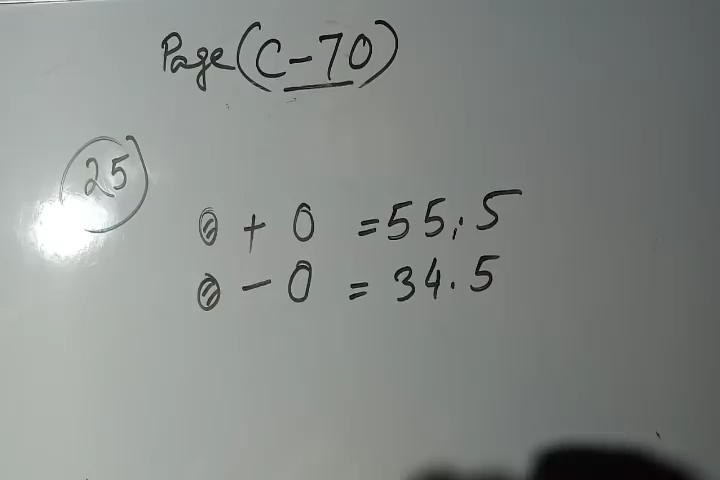 Page (C-70)
25
⊘ + 0 = 55.5
⊘ - 0 = 34.5